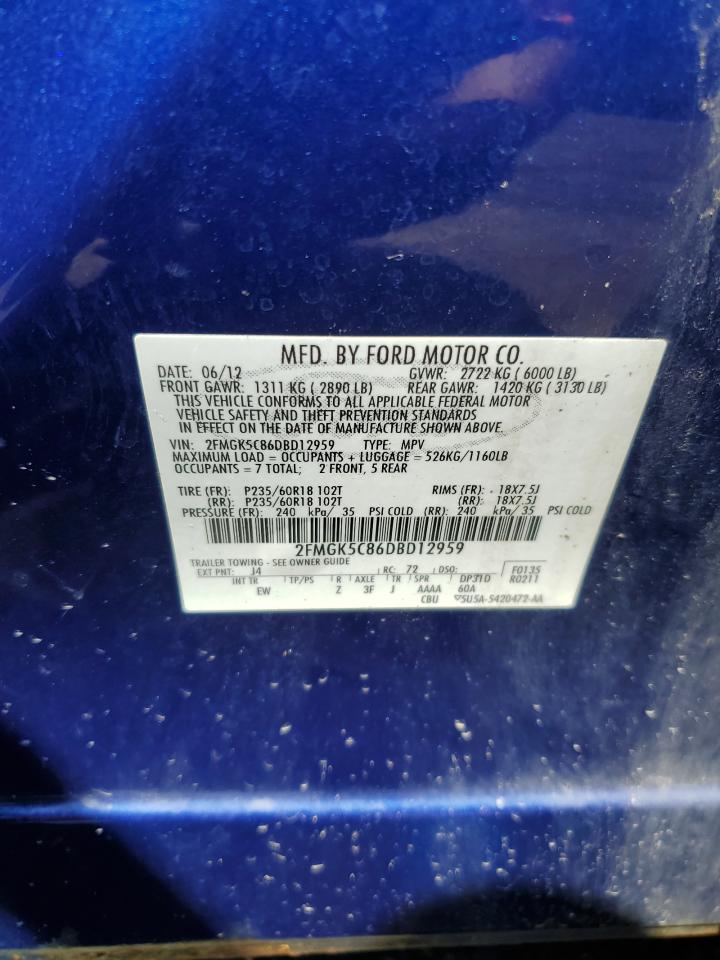 MFD. BY FORD MOTOR CO.
DATE: 06/12 GVWR: 2722 KG ( 6000 LB)
FRONT GAWR: 1311 KG ( 2890 LB) REAR GAWR: 1420 KG ( 3130 LB)
THIS VEHICLE CONFORMS TO ALL APPLICABLE FEDERAL MOTOR
VEHICLE SAFETY AND THEFT PREVENTION STANDARDS
IN EFFECT ON THE DATE OF MANUFACTURE SHOWN ABOVE.
VIN: 2FMGK5C86DBD12959 TYPE: MPV
MAXIMUM LOAD = OCCUPANTS + LUGGAGE = 526KG/1160LB
OCCUPANTS = 7 TOTAL; 2 FRONT, 5 REAR
TIRE (FR): P235/60R18 102T RIMS (FR): 18X7.5J
(RR): P235/60R18 102T (RR): 18X7.5J
PRESSURE (FR): 240 kPa/ 35 PSI COLD (RR): 240 kPa/ 35 PSI COLD
2FMGK5C86DBD12959
TRAILER TOWING - SEE OWNER GUIDE
EXT PNT: J4 RC: 72 DSO: F0135
INT TR TP/PS R AXLE TR SPR DP31D R0211
EW Z 3F J AAAA 60A
CBU 5U5A-5420472-AA